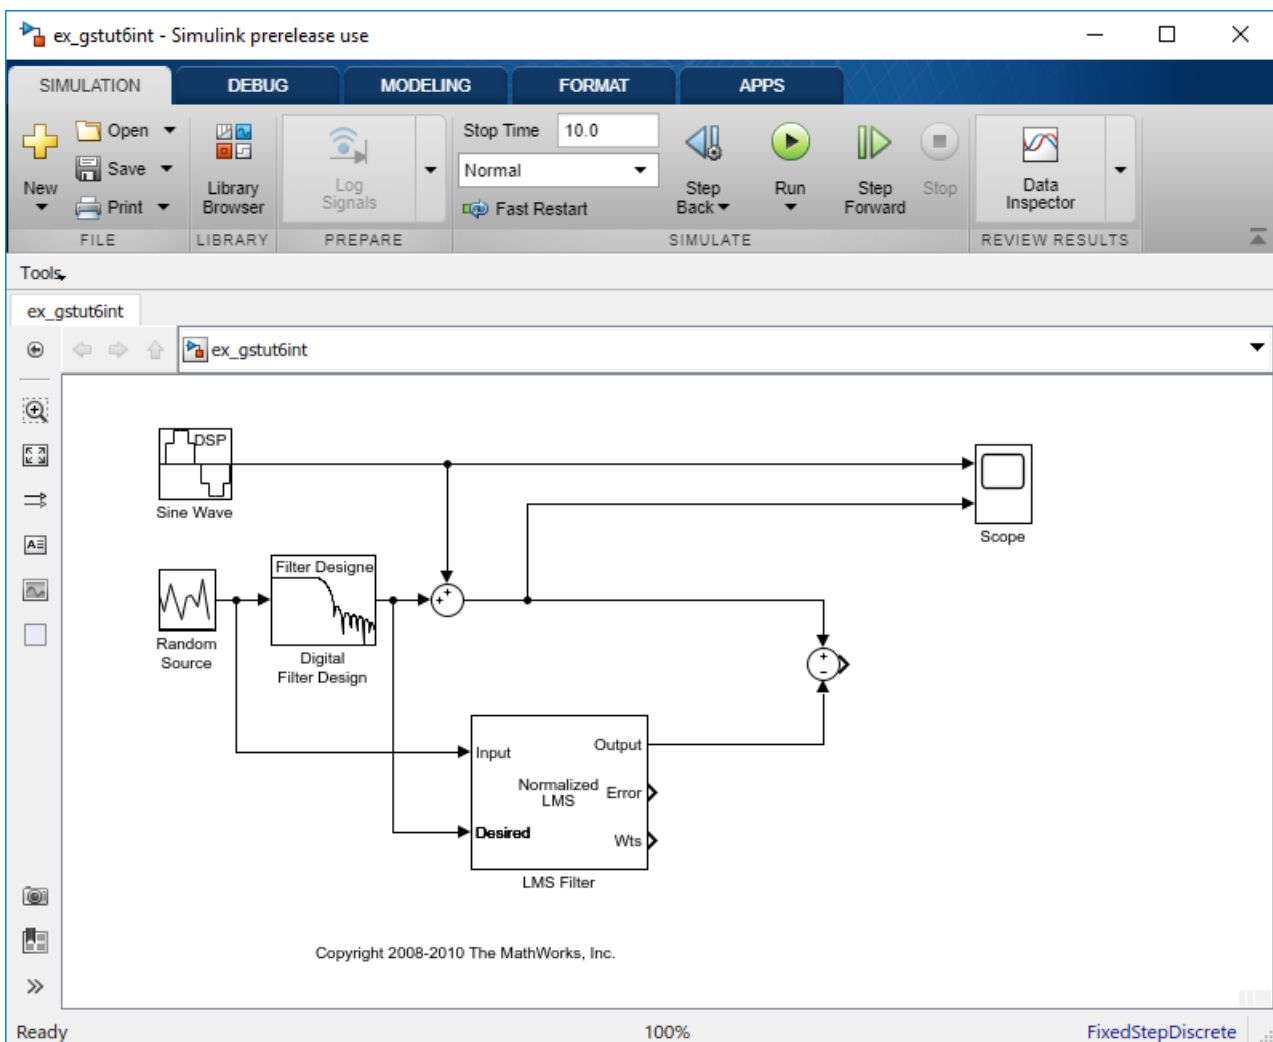 ex_gstut6int - Simulink prerelease use
SIMULATION DEBUG MODELING FORMAT APPS
New
Open
Save
Print
FILE
Library
Browser
LIBRARY
Log
Signals
PREPARE
Stop Time 10.0
Normal
Fast Restart
Step
Back
Run
Step
Forward
Stop
SIMULATE
Data
Inspector
REVIEW RESULTS
Tools
ex_gstut6int
ex_gstut6int
DSP
Sine Wave
Scope
Random
Source
Filter Designe
Digital
Filter Design
Input
Desired
Normalized
LMS
Output
Error
Wts
LMS Filter
Copyright 2008-2010 The MathWorks, Inc.
Ready 100% FixedStepDiscrete